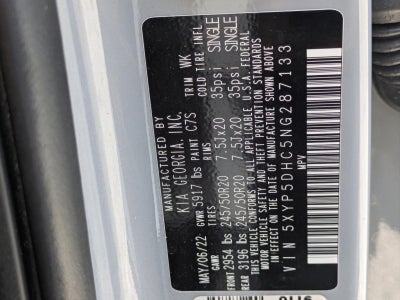 MANUFACTURED BY
KIA GEORGIA, INC.
MAY/06/22 GVWR 5917 lbs PAINT C7S TRIM WK
GAWR TIRES RIMS COLD TIRE INFL
FRONT 2954 lbs 245/50R20 7.5Jx20 35psi SINGLE
REAR 3196 lbs 245/50R20 7.5Jx20 35psi SINGLE
THIS VEHICLE CONFORMS TO ALL APPLICABLE U.S.A. FEDERAL
MOTOR VEHICLE SAFETY
STANDARDS IN EFFECT ON THE
DATE OF MANUFACTURE SHOWN ABOVE
VIN 5XYP5DHC5NG287133
MPV